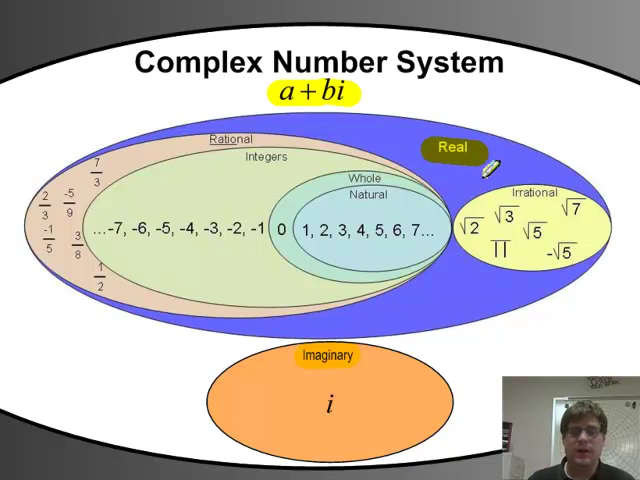 Complex Number System
a + bi
Rational
Integers
Whole
Natural
Real
Irrational
7/3
2/3
-5/9
-1/5
3/8
1/2
...-7, -6, -5, -4, -3, -2, -1
0
1, 2, 3, 4, 5, 6, 7...
√2
√3
√7
√5
∏
-√5
Imaginary
i